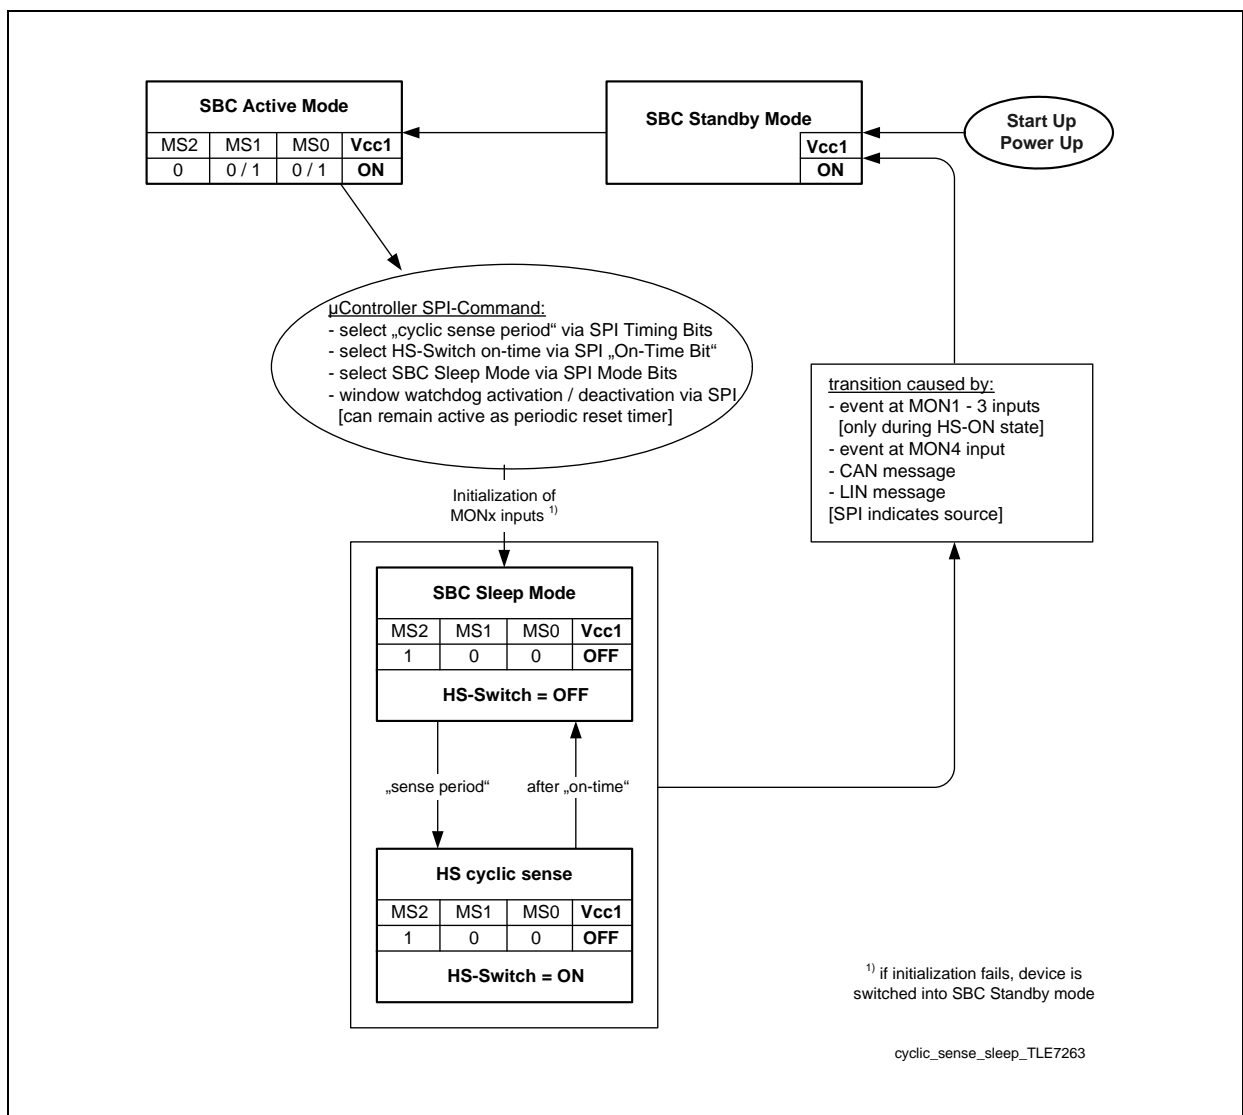 SBC Active Mode
MS2 MS1 MS0 Vcc1
0 0 / 1 0 / 1 ON
SBC Standby Mode
Vcc1
ON
Start Up
Power Up
µController SPI-Command:
- select „cyclic sense period“ via SPI Timing Bits
- select HS-Switch on-time via SPI „On-Time Bit“
- select SBC Sleep Mode via SPI Mode Bits
- window watchdog activation / deactivation via SPI
[can remain active as periodic reset timer]
transition caused by:
- event at MON1 - 3 inputs
[only during HS-ON state]
- event at MON4 input
- CAN message
- LIN message
[SPI indicates source]
Initialization of
MONx inputs 1)
SBC Sleep Mode
MS2 MS1 MS0 Vcc1
1 0 0 OFF
HS-Switch = OFF
„sense period“ after „on-time“
HS cyclic sense
MS2 MS1 MS0 Vcc1
1 0 0 OFF
HS-Switch = ON
1) if initialization fails, device is
switched into SBC Standby mode
cyclic_sense_sleep_TLE7263